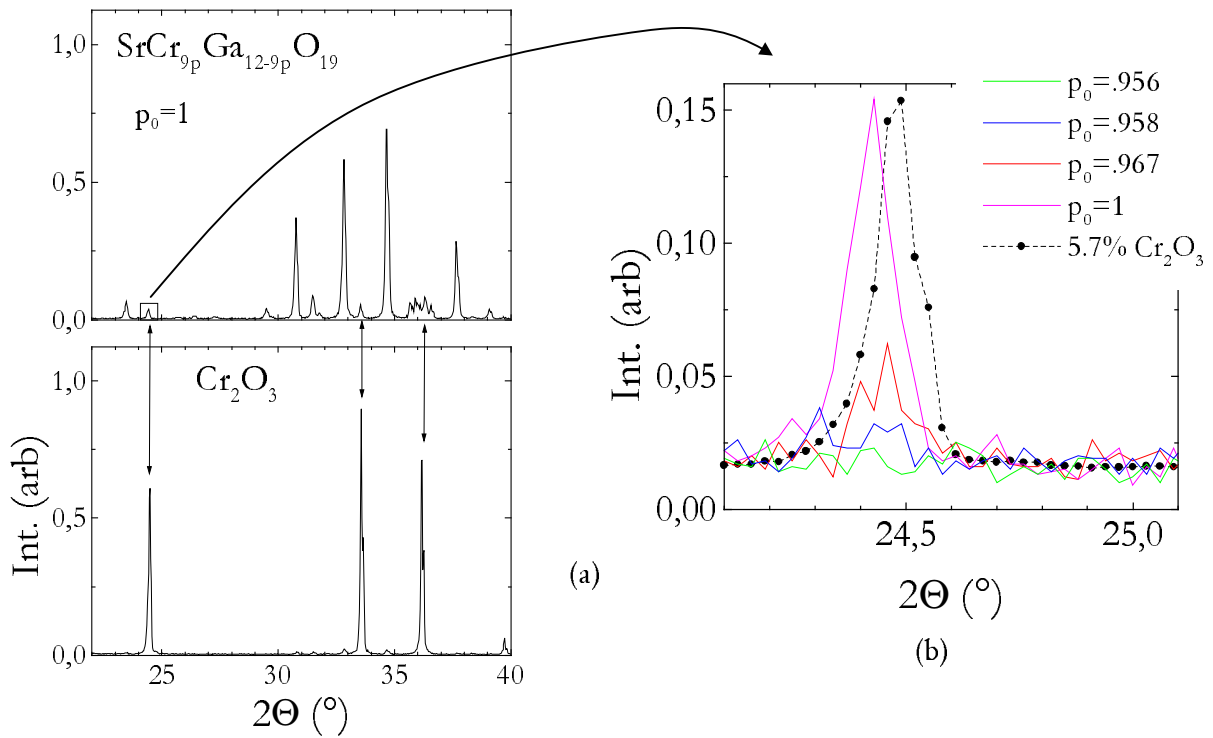 1,0
SrCr9pGa12-9pO19
p0=1
0,5
0,0
1,0
Cr2O3
0,5
0,0
25
30
35
40
Int. (arb)
2Θ (°)
(a)
0,15
0,10
0,05
0,00
24,5
25,0
Int. (arb)
2Θ (°)
p0=.956
p0=.958
p0=.967
p0=1
5.7% Cr2O3
(b)